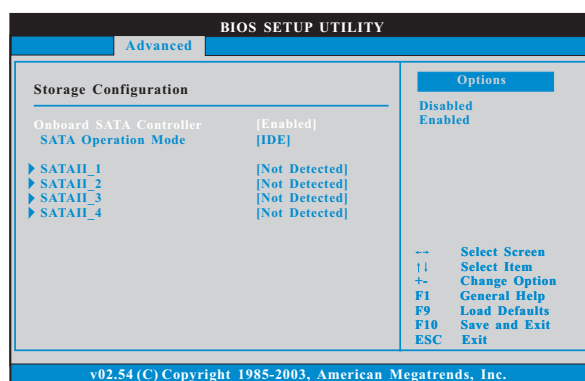 BIOS SETUP UTILITY
Advanced
Storage Configuration
Onboard SATA Controller [Enabled]
SATA Operation Mode [IDE]
SATAII_1 [Not Detected]
SATAII_2 [Not Detected]
SATAII_3 [Not Detected]
SATAII_4 [Not Detected]
Options
Disabled
Enabled
←→ Select Screen
↑↓ Select Item
+- Change Option
F1 General Help
F9 Load Defaults
F10 Save and Exit
ESC Exit
v02.54 (C) Copyright 1985-2003, American Megatrends, Inc.